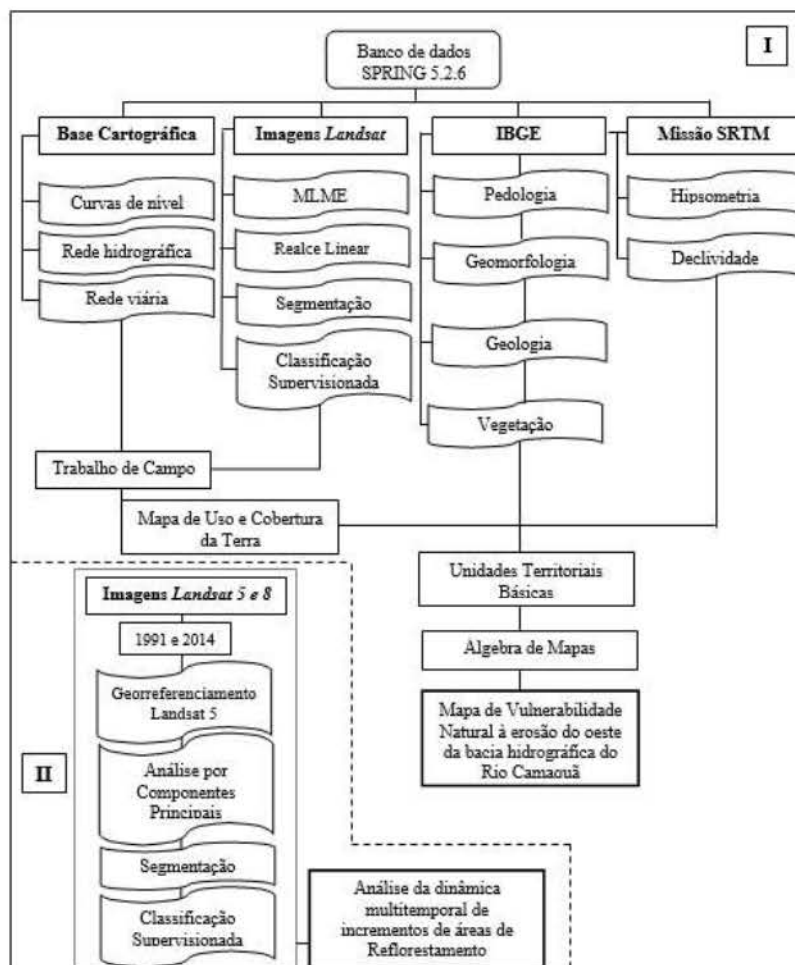 I
Banco de dados
SPRING 5.2.6
Base Cartográfica
Imagens Landsat
IBGE
Missão SRTM
Curvas de nível
Rede hidrográfica
Rede viária
MLME
Realce Linear
Segmentação
Classificação
Supervisionada
Pedologia
Geomorfologia
Geologia
Vegetação
Hipsometria
Declividade
Trabalho de Campo
Mapa de Uso e Cobertura
da Terra
Unidades Territoriais
Básicas
Álgebra de Mapas
Mapa de Vulnerabilidade
Natural à erosão do oeste
da bacia hidrográfica do
Rio Camaquã
II
Imagens Landsat 5 e 8
1991 e 2014
Georreferenciamento
Landsat 5
Análise por
Componentes
Principais
Segmentação
Classificação
Supervisionada
Análise da dinâmica
multitemporal de
incrementos de áreas de
Reflorestamento